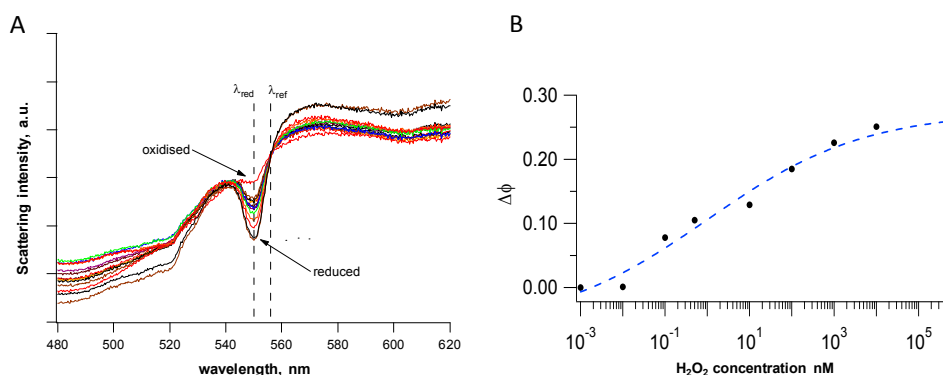 A
Scattering intensity, a.u.
λred
λref
oxidised
reduced
480
500
520
540
560
580
600
620
wavelength, nm
B
Δϕ
0.30
0.20
0.10
0.00
10-3
10-1
101
103
105
H2O2 concentration nM